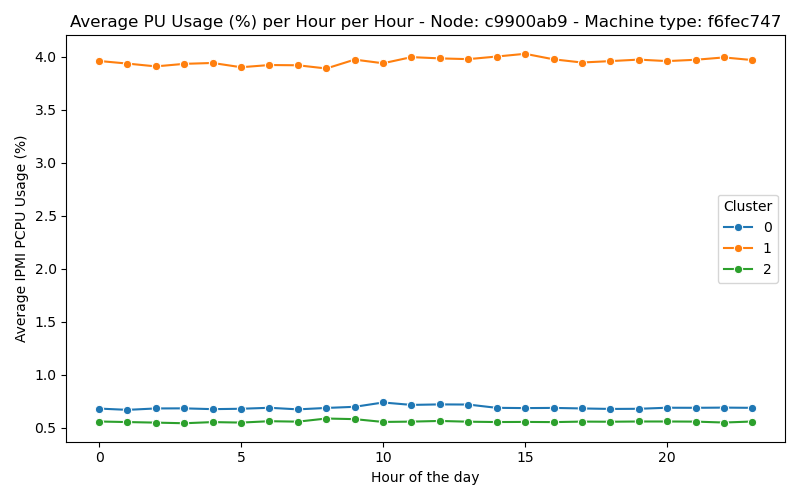 Average PU Usage (%) per Hour per Hour - Node: c9900ab9 - Machine type: f6fec747
Average IPMI PCPU Usage (%)
4.0
3.5
3.0
2.5
2.0
1.5
1.0
0.5
Cluster
0
1
2
0 5 10 15 20
Hour of the day